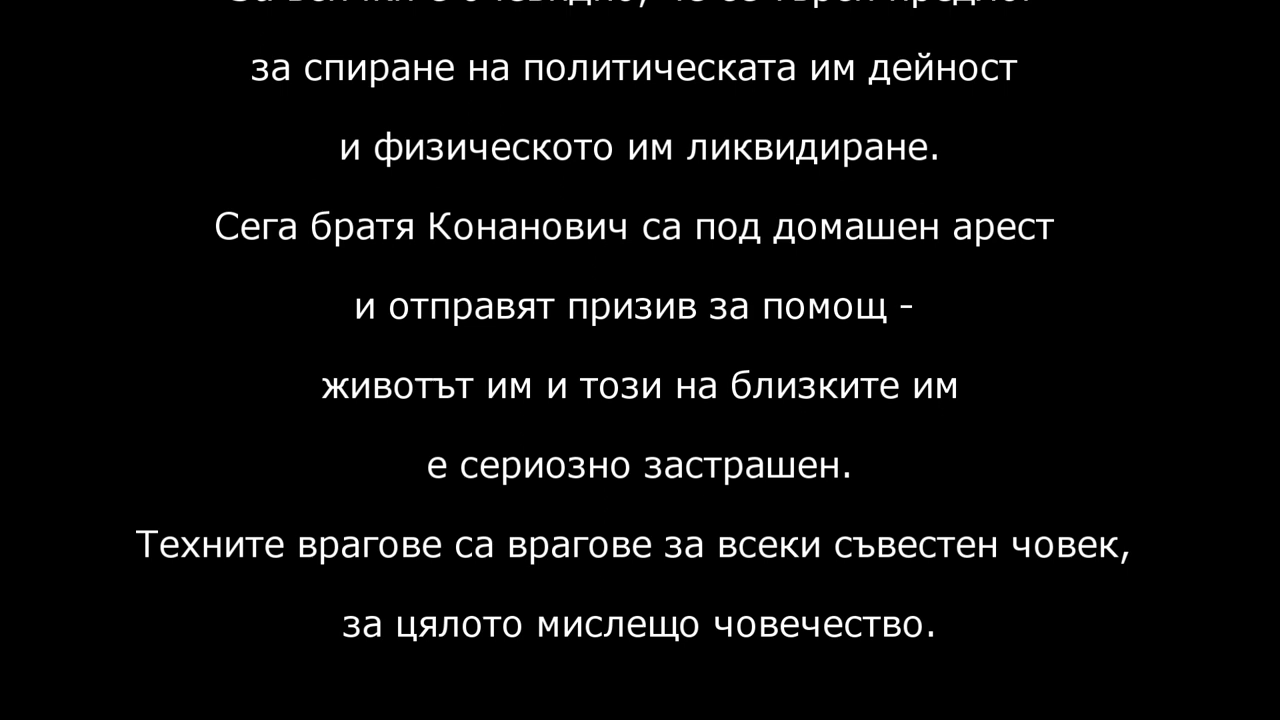 за спиране на политическата им дейност
и физическото им ликвидиране.
Сега братя Конанович са под домашен арест
и отправят призив за помощ -
животът им и този на близките им
е сериозно застрашен.
Техните врагове са врагове за всеки съвестен човек,
за цялото мислещо човечество.